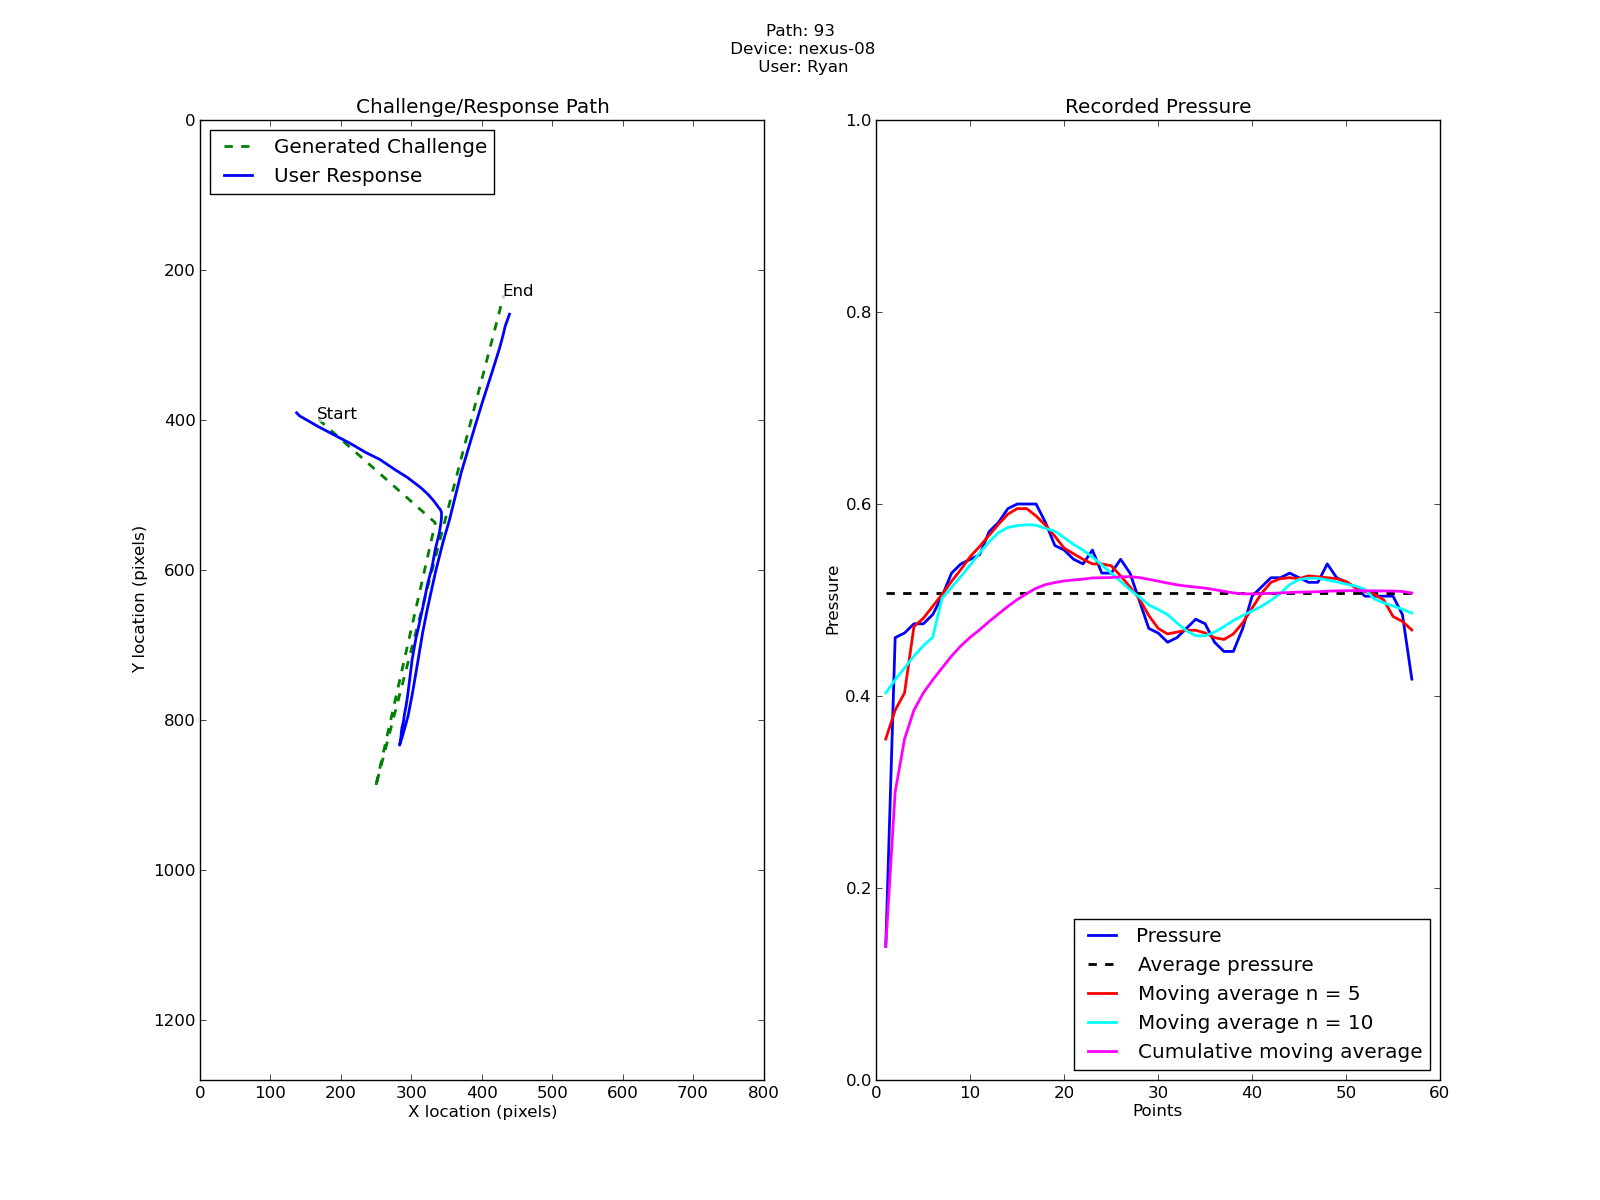 Path: 93
Device: nexus-08
User: Ryan
Challenge/Response Path
Generated Challenge
User Response
Start
End
0
200
400
600
800
1000
1200
Y location (pixels)
0 100 200 300 400 500 600 700 800
X location (pixels)
Recorded Pressure
1.0
0.8
0.6
0.4
0.2
0.0
Pressure
Pressure
Average pressure
Moving average n = 5
Moving average n = 10
Cumulative moving average
0 10 20 30 40 50 60
Points